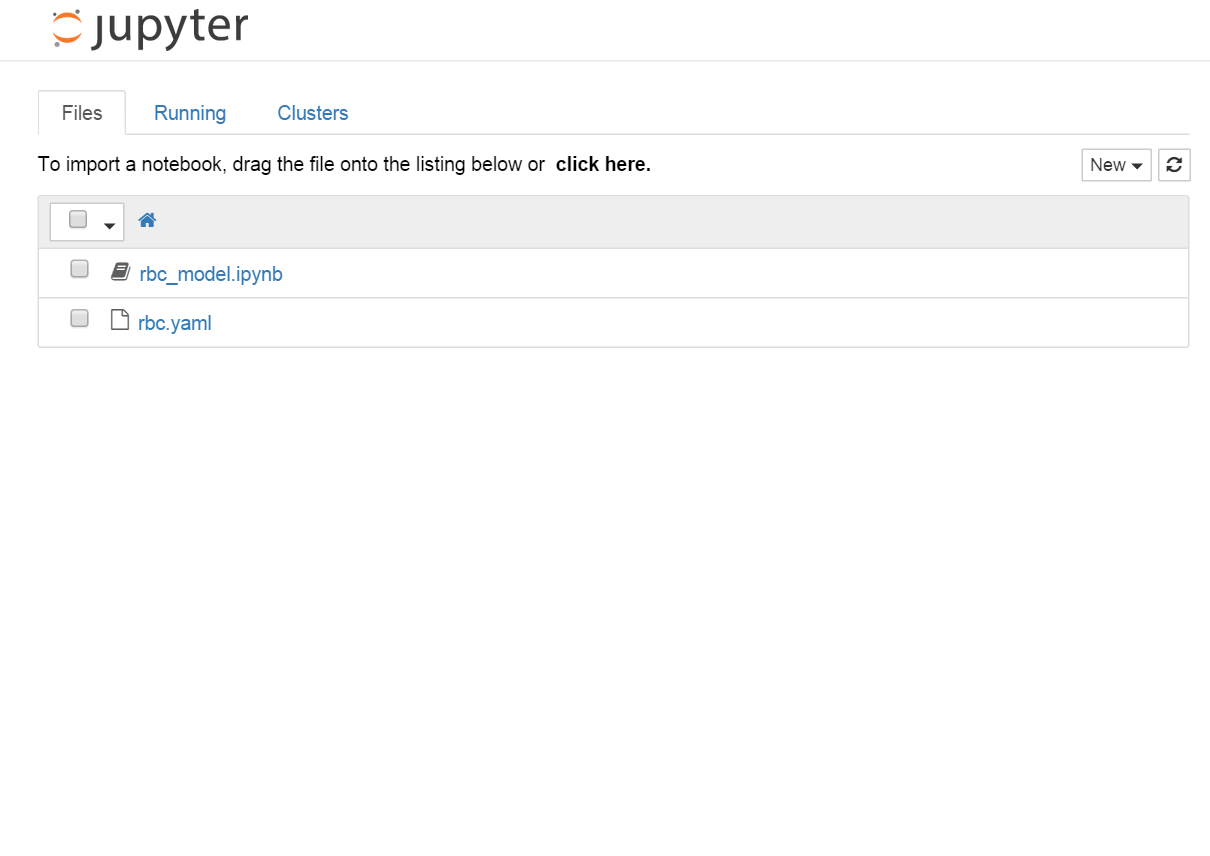 jupyter
Files Running Clusters
To import a notebook, drag the file onto the listing below or click here. New
rbc_model.ipynb
rbc.yaml